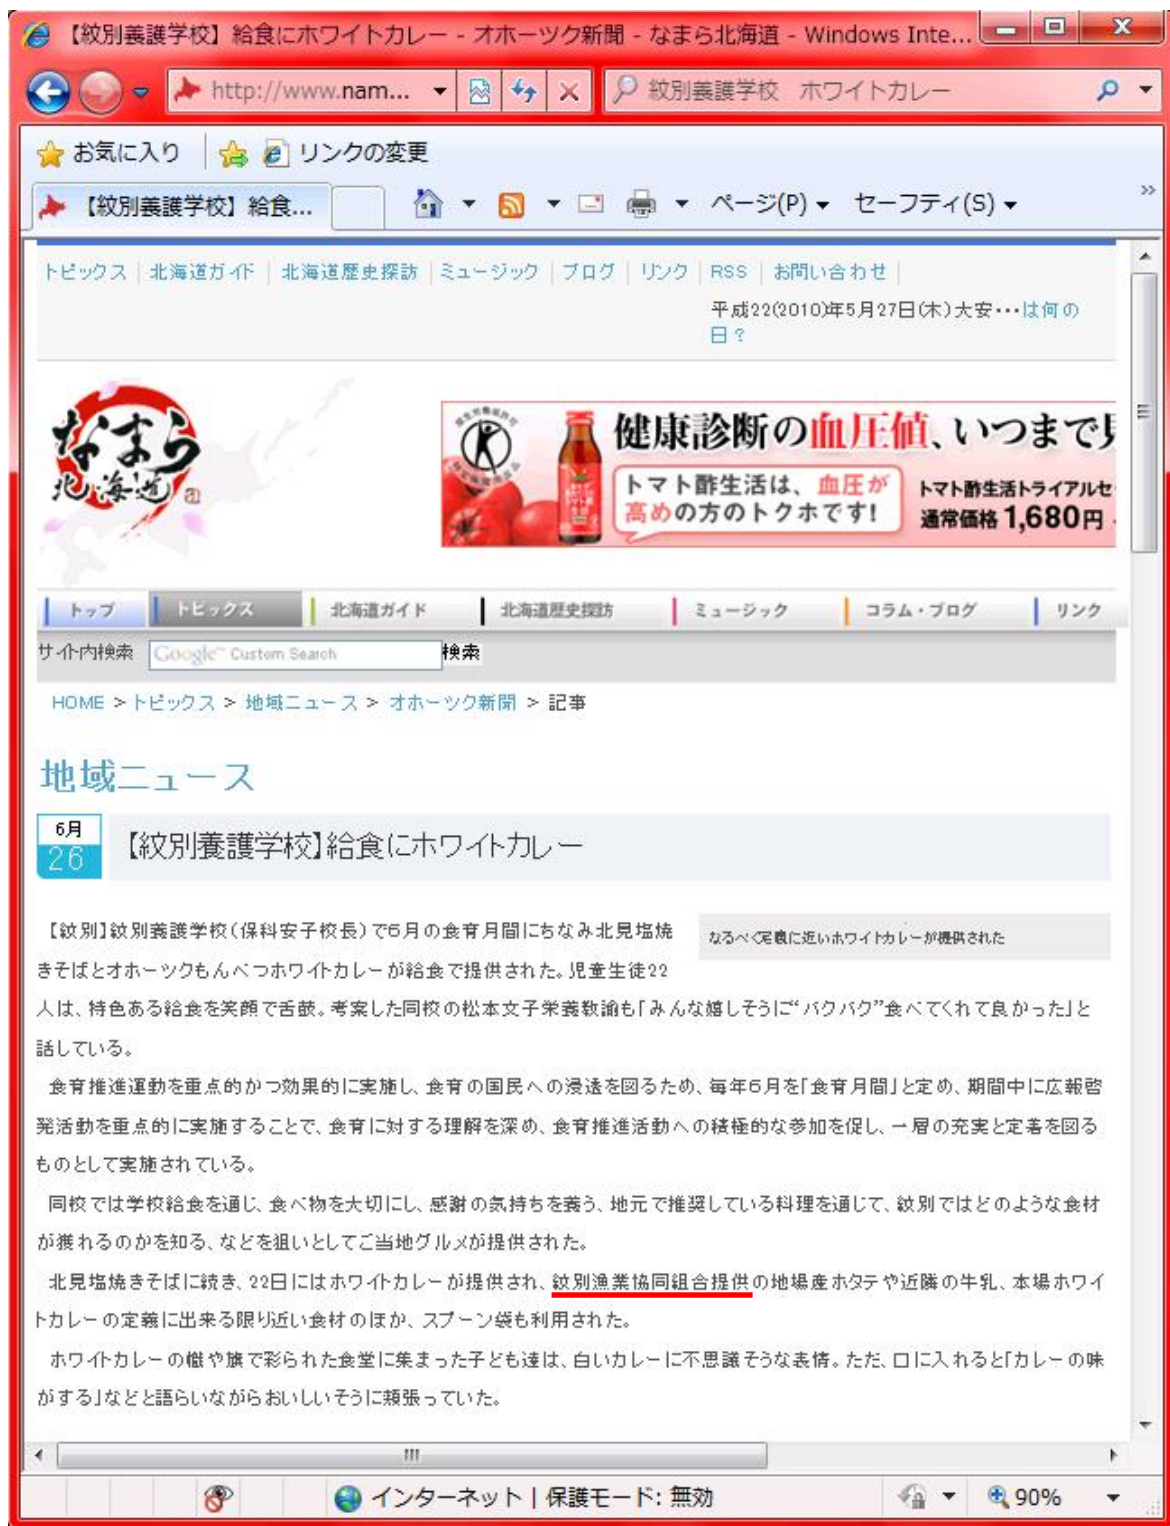 【紋別養護学校】給食にホワイトカレー - オホーツク新聞 - なまら北海道 - Windows Inte...
http://www.nam...
紋別養護学校 ホワイトカレー
お気に入り
リンクの変更
【紋別養護学校】給食...
ページ(P)
セーフティ(S)
トピックス | 北海道ガイド | 北海道歴史探訪 | ミュージック | ブログ | リンク | RSS | お問い合わせ |
平成22(2010)年5月27日(木)大安・・・は何の
日？
なまら
北海道
健康診断の血圧値、いつまで見
トマト酢生活は、血圧が
高めの方のトクホです!
トマト酢生活トライアルセ
通常価格 1,680円
トップ
トピックス
北海道ガイド
北海道歴史探訪
ミュージック
コラム・ブログ
リンク
サイト内検索
Google™ Custom Search
検索
HOME > トピックス > 地域ニュース > オホーツク新聞 > 記事
地域ニュース
6月
26
【紋別養護学校】給食にホワイトカレー
【紋別】紋別養護学校(保科安子校長)で6月の食育月間にちなみ北見塩焼
なるべく定義に近いホワイトカレーが提供された
きそばとオホーツクもんべつホワイトカレーが給食で提供された。児童生徒22
人は、特色ある給食を笑顔で舌鼓。考案した同校の松本文子栄養教諭も「みんな嬉しそうに“バクバク”食べてくれて良かった」と
話している。
食育推進運動を重点的かつ効果的に実施し、食育の国民への浸透を図るため、毎年6月を「食育月間」と定め、期間中に広報啓
発活動を重点的に実施することで、食育に対する理解を深め、食育推進活動への積極的な参加を促し、一層の充実と定着を図る
ものとして実施されている。
同校では学校給食を通じ、食べ物を大切にし、感謝の気持ちを養う、地元で推奨している料理を通じて、紋別ではどのような食材
が獲れるのかを知る、などを狙いとしてご当地グルメが提供された。
北見塩焼きそばに続き、22日にはホワイトカレーが提供され、紋別漁業協同組合提供の地場産ホタテや近隣の牛乳、本場ホワイ
トカレーの定義に出来る限り近い食材のほか、スプーン袋も利用された。
ホワイトカレーの幟や旗で彩られた食堂に集まった子ども達は、白いカレーに不思議そうな表情。ただ、口に入れると「カレーの味
がする」などと語らいながらおいしいそうに頬張っていた。
インターネット | 保護モード: 無効
90%